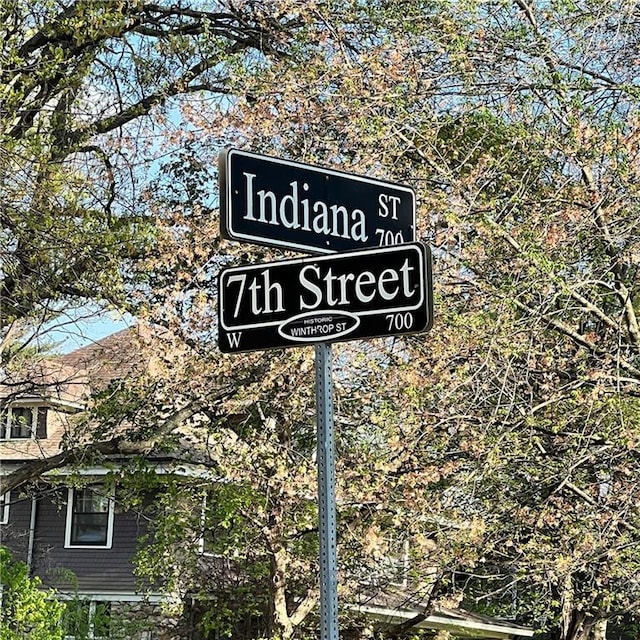 Indiana ST
700
7th Street
HISTORIC
WINTHROP ST
W 700